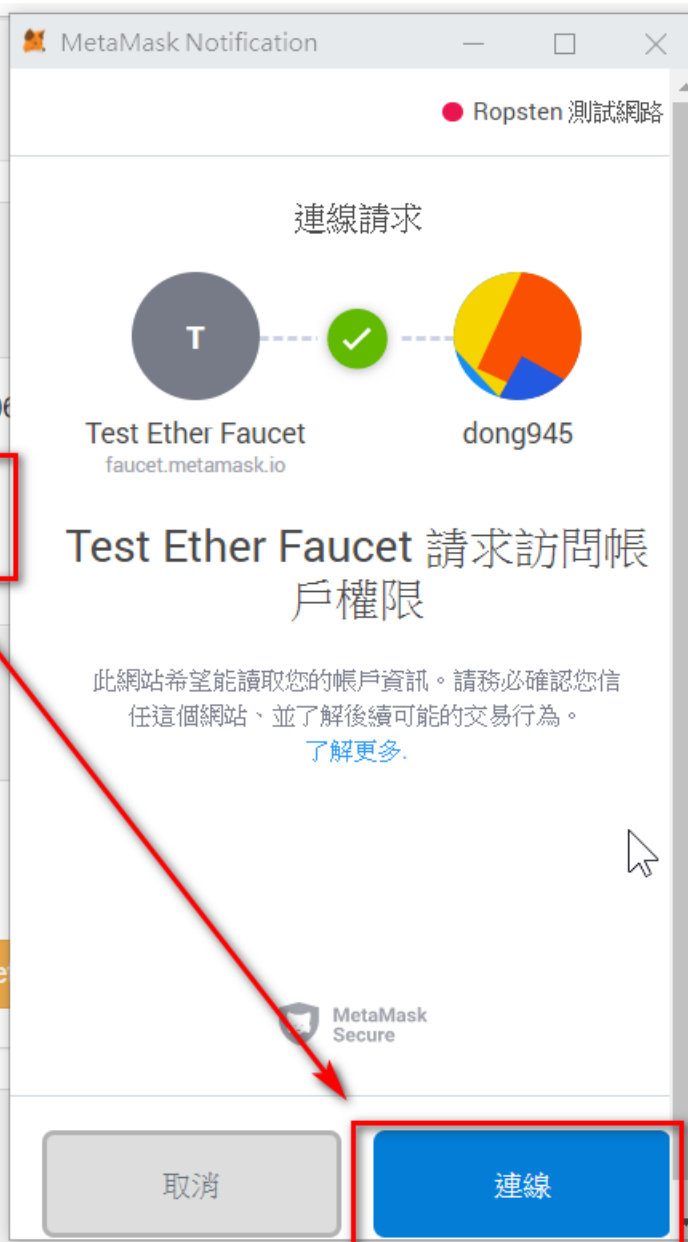 MetaMask Notification
Ropsten 測試網路
連線請求
T
Test Ether Faucet
faucet.metamask.io
dong945
Test Ether Faucet 請求訪問帳
戶權限
此網站希望能讀取您的帳戶資訊。請務必確認您信
任這個網站、並了解後續可能的交易行為。
了解更多.
MetaMask
Secure
取消
連線